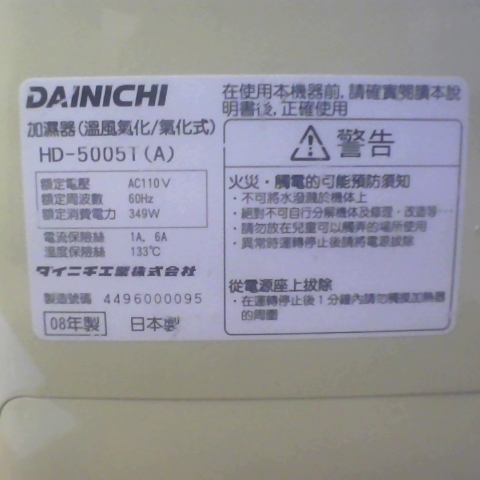 DAINICHI
加濕器(溫風氣化/氣化式)
HD-5005T(A)
額定電壓 AC110V
額定周波數 60Hz
額定消費電力 349W
電流保險絲 1A, 6A
溫度保險絲 133℃
ダイニチ工業株式会社
製造號碼 4496000095
08年製 日本製
在使用本機器前,請確實閱讀本說
明書後,正確使用
警告
火災・觸電的可能預防須知
・不可將水潑濺於機體上
・絕對不可自行分解機体及修理・改造等…
・請勿放在兒童可以觸弄的場所使用
・異常時運轉停止後請將電源拔除
從電源座上拔除
・在運轉停止後1分鐘內請勿觸摸加熱器
的周圍